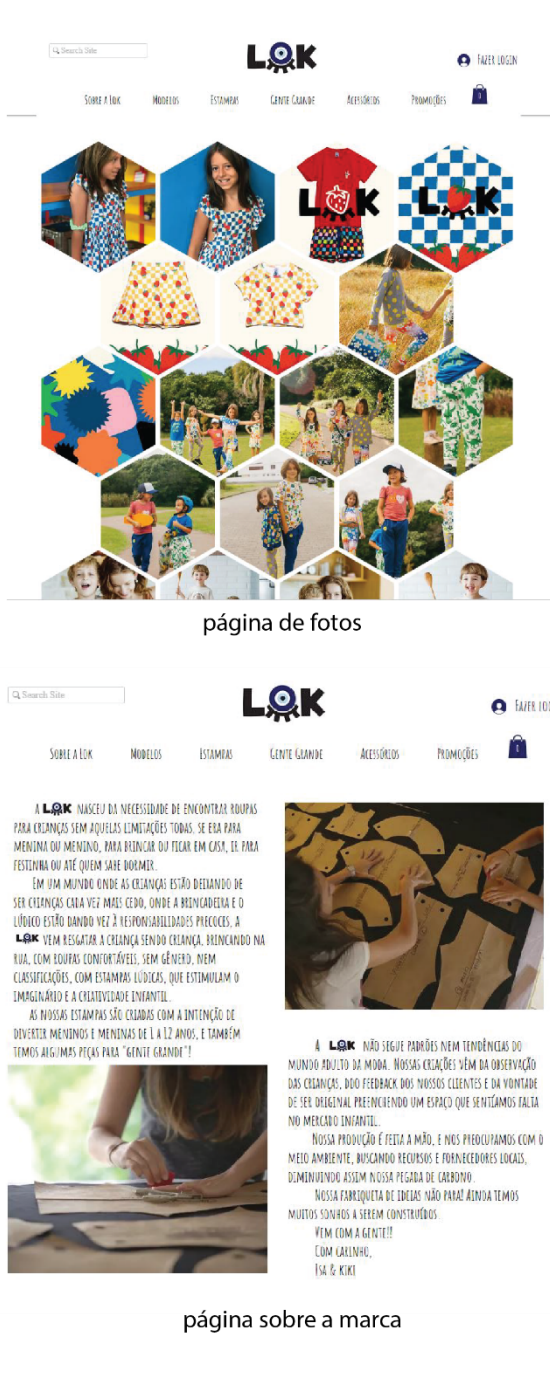 Search Site
LOK
FAZER LOGIN
SOBRE A LOK MODELOS ESTAMPAS GENTE GRANDE ACESSÓRIOS PROMOÇÕES 0
LOK LOK
página de fotos
Search Site
LOK
FAZER LOG
SOBRE A LOK MODELOS ESTAMPAS GENTE GRANDE ACESSÓRIOS PROMOÇÕES 0
A LOK NASCEU DA NECESSIDADE DE ENCONTRAR ROUPAS
PARA CRIANÇAS SEM AQUELAS LIMITAÇÕES TODAS, SE ERA PARA
MENINA OU MENINO, PARA BRINCAR OU FICAR EM CASA, IR PARA
FESTINHA OU ATÉ QUEM SABE DORMIR.
EM UM MUNDO ONDE AS CRIANÇAS ESTÃO DEIXANDO DE
SER CRIANÇAS CADA VEZ MAIS CEDO, ONDE A BRINCADEIRA E O
LÚDICO ESTÃO DANDO VEZ À RESPONSABILIDADES PRECOCES, A
LOK VEM RESGATAR A CRIANÇA SENDO CRIANÇA, BRINCANDO NA
RUA, COM ROUPAS CONFORTÁVEIS, SEM GÊNERO, NEM
CLASSIFICAÇÕES, COM ESTAMPAS LÚDICAS, QUE ESTIMULAM O
IMAGINÁRIO E A CRIATIVIDADE INFANTIL.
AS NOSSAS ESTAMPAS SÃO CRIADAS COM A INTENÇÃO DE
DIVERTIR MENINOS E MENINAS DE 1 A 12 ANOS, E TAMBÉM
TEMOS ALGUMAS PEÇAS PARA "GENTE GRANDE"!
A LOK NÃO SEGUE PADRÕES NEM TENDÊNCIAS DO
MUNDO ADULTO DA MODA. NOSSAS CRIAÇÕES VÊM DA OBSERVAÇÃO
DAS CRIANÇAS, DDO FEEDBACK DOS NOSSOS CLIENTES E DA VONTADE
DE SER ORIGINAL PREENCHENDO UM ESPAÇO QUE SENTÍAMOS FALTA
NO MERCADO INFANTIL.
NOSSA PRODUÇÃO É FEITA A MÃO, E NOS PREOCUPAMOS COM O
MEIO AMBIENTE, BUSCANDO RECURSOS E FORNECEDORES LOCAIS,
DIMINUINDO ASSIM NOSSA PEGADA DE CARBONO.
NOSSA FABRIQUETA DE IDEIAS NÃO PARA! AINDA TEMOS
MUITOS SONHOS A SEREM CONSTRUÍDOS.
VEM COM A GENTE!!
COM CARINHO,
ISA & KIKI
página sobre a marca